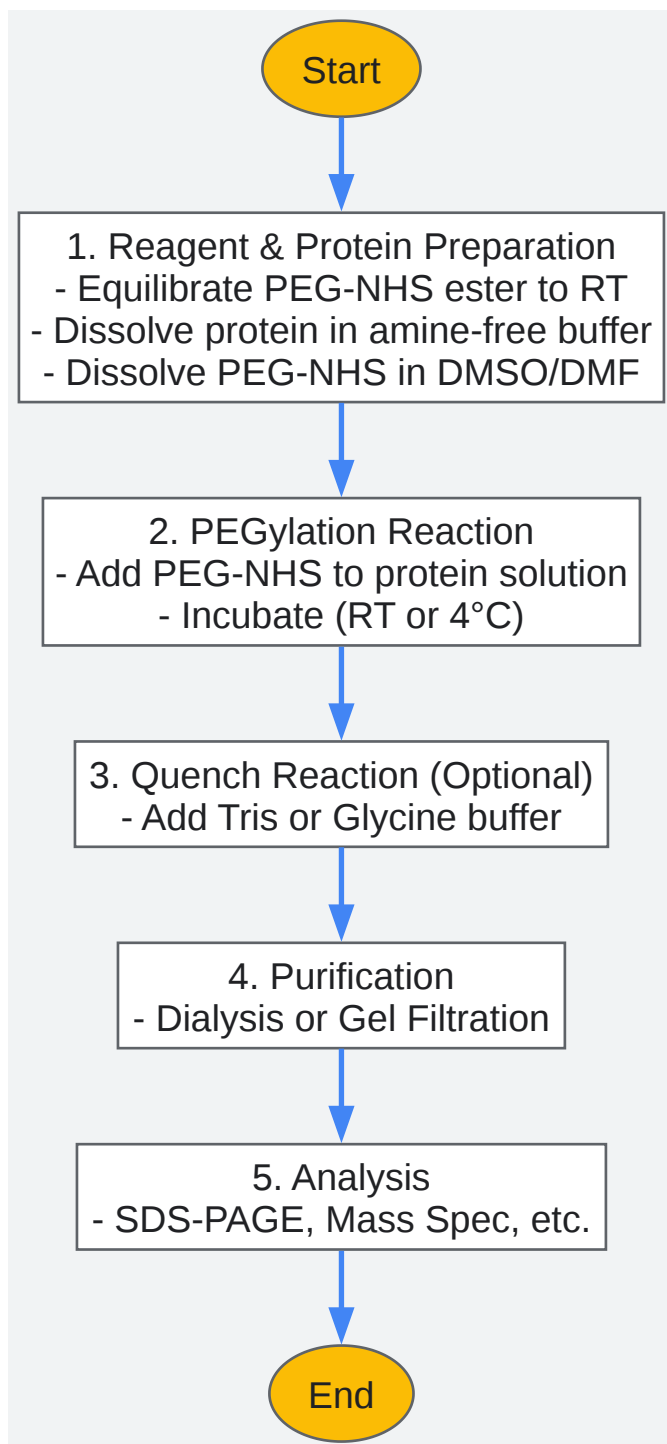 Start
1. Reagent & Protein Preparation
- Equilibrate PEG-NHS ester to RT
- Dissolve protein in amine-free buffer
- Dissolve PEG-NHS in DMSO/DMF
2. PEGylation Reaction
- Add PEG-NHS to protein solution
- Incubate (RT or 4°C)
3. Quench Reaction (Optional)
- Add Tris or Glycine buffer
4. Purification
- Dialysis or Gel Filtration
5. Analysis
- SDS-PAGE, Mass Spec, etc.
End